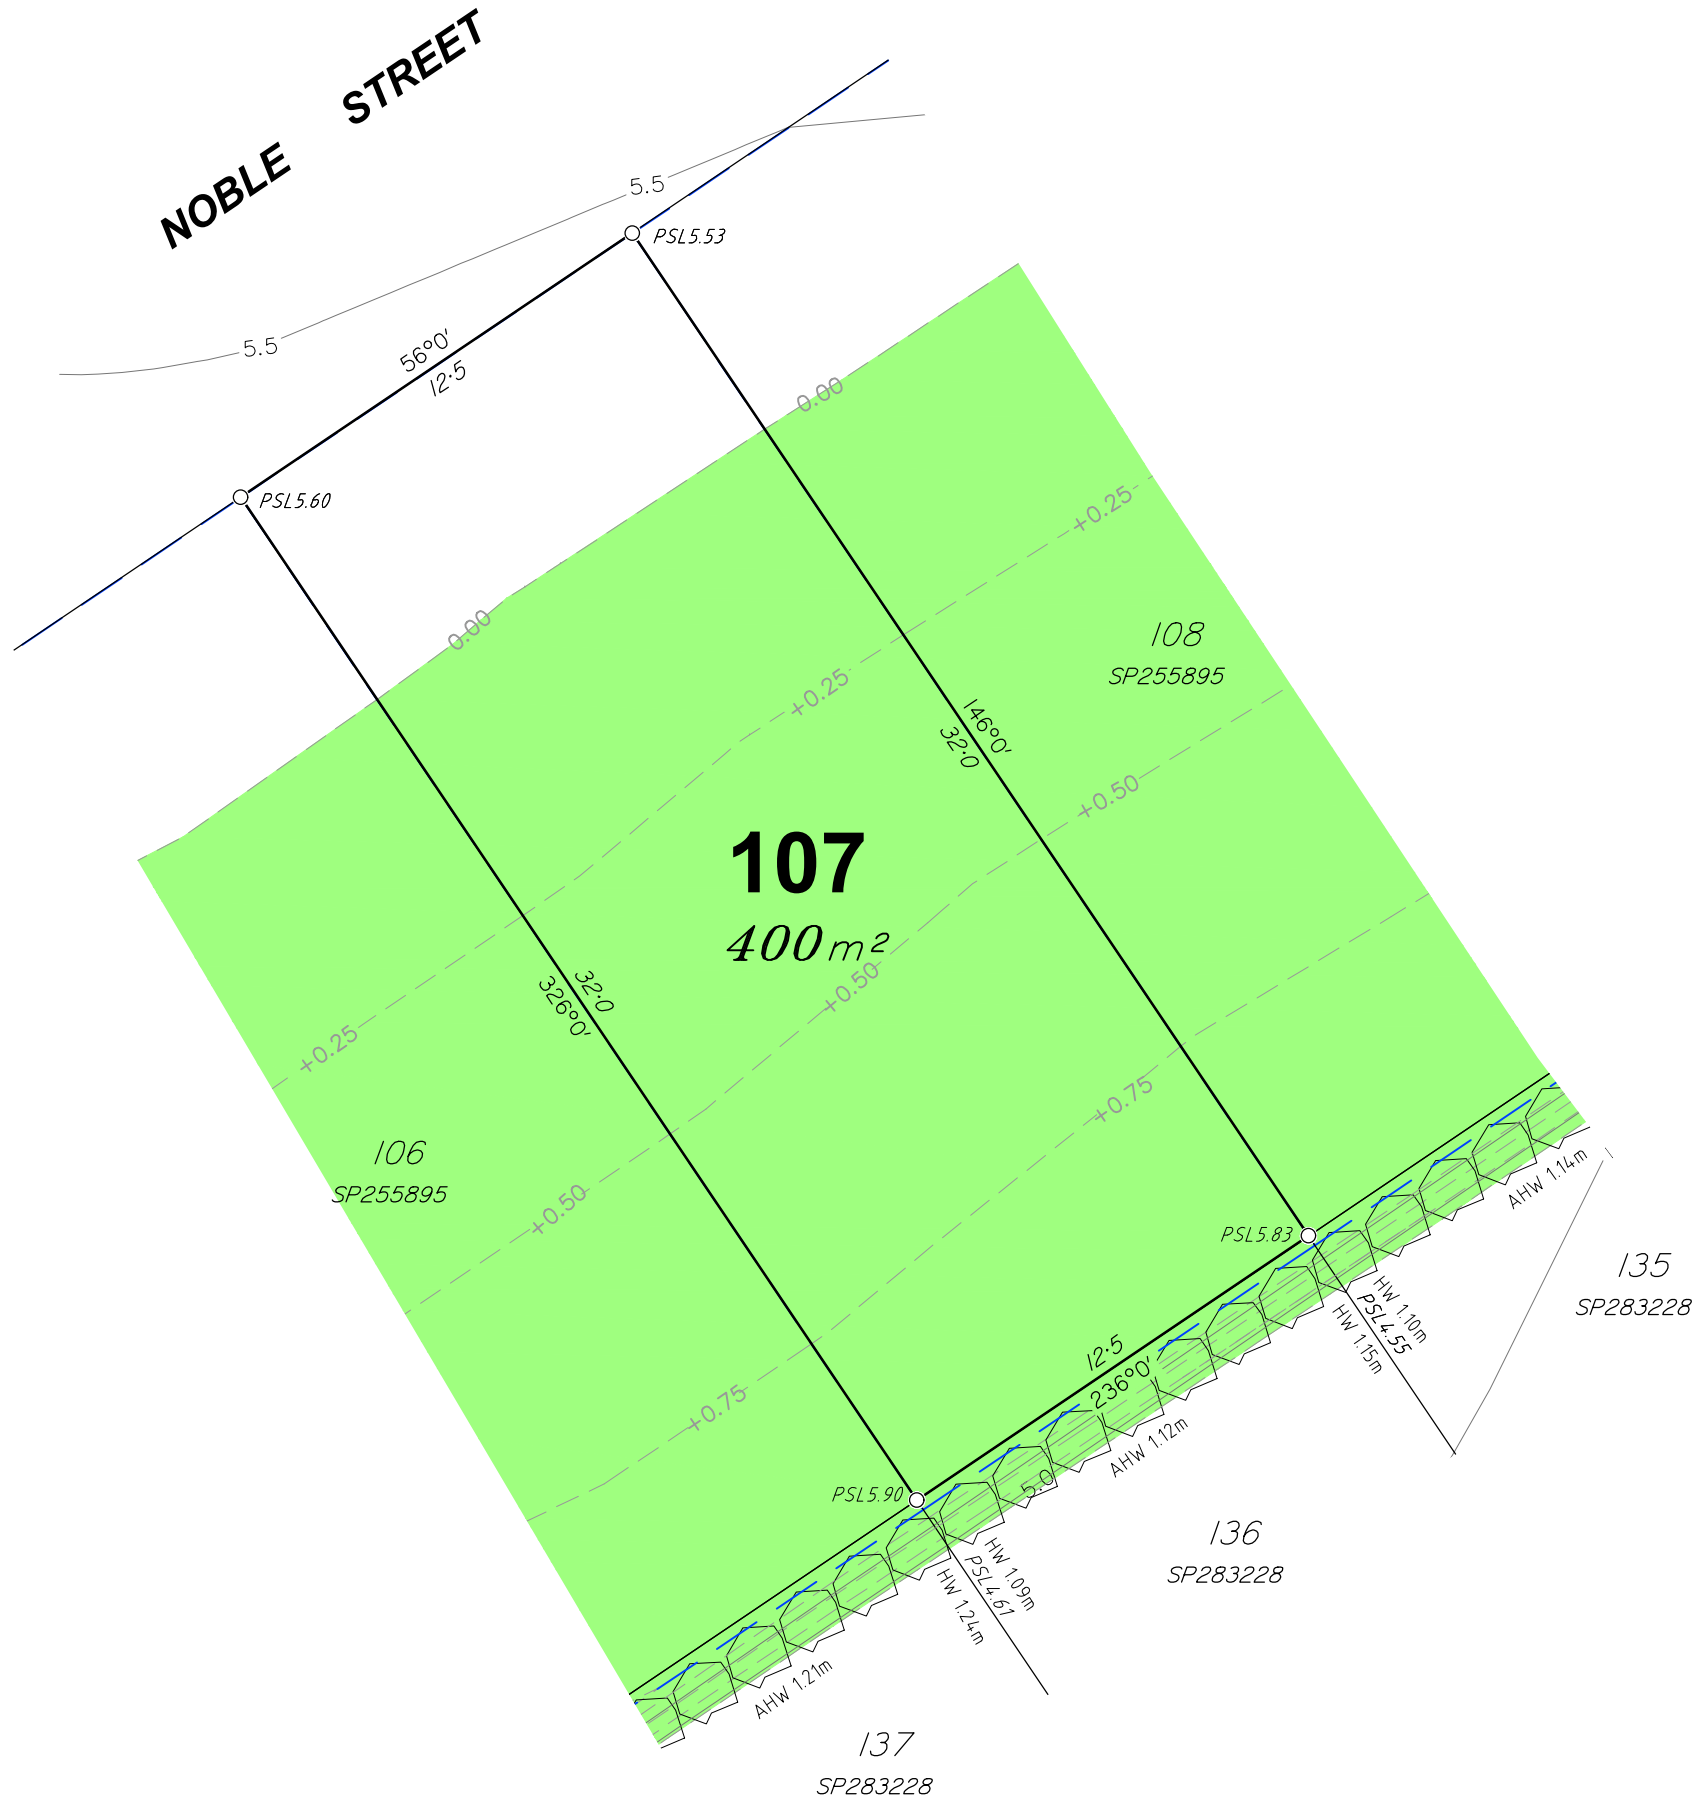 NOBLE STREET
5.5
5.5
PSL5.53
56°0'
12·5
PSL5.60
0.00
0.00
+0.25
+0.25
+0.25
108
SP255895
146°0'
32·0
+0.50
+0.50
+0.50
107
400m²
32·0
326°0'
106
SP255895
+0.75
+0.75
PSL5.83
AHW 1.14m
135
SP283228
HW 1.10m
PSL4.55
HW 1.15m
12·5
236°0'
AHW 1.12m
5.0
PSL5.90
136
SP283228
HW 1.09m
PSL4.61
HW 1.24m
AHW 1.21m
137
SP283228